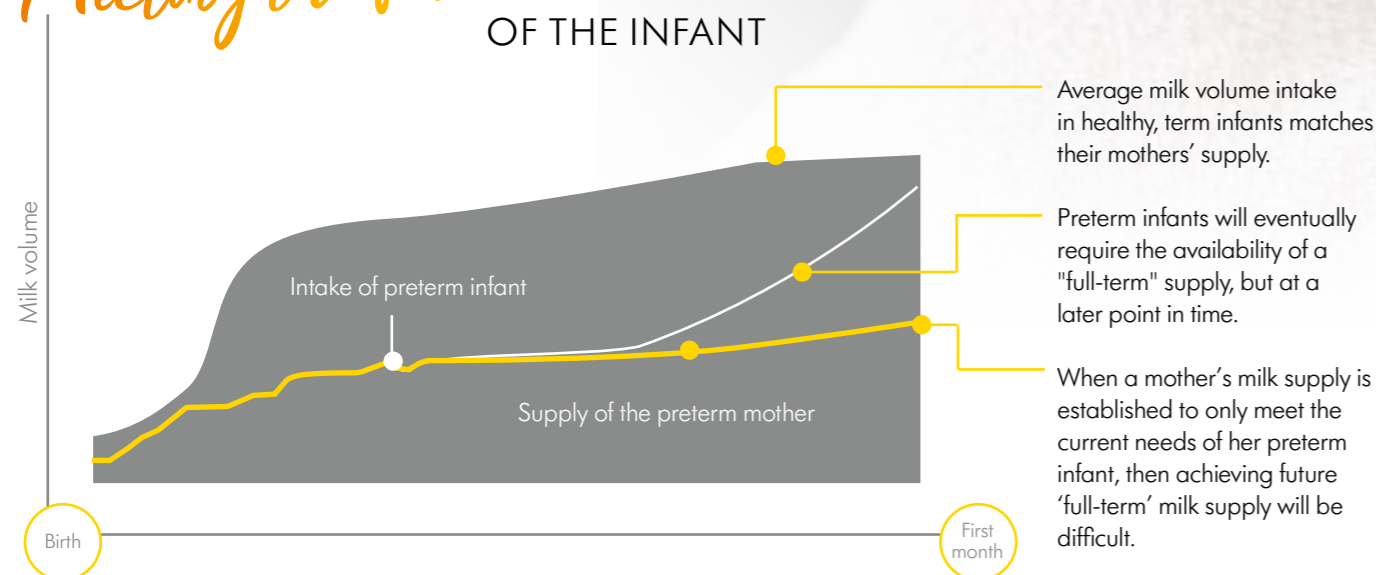 OF THE INFANT
Milk volume
Intake of preterm infant
Supply of the preterm mother
Birth
First
month
Average milk volume intake
in healthy, term infants matches
their mothers’ supply.
Preterm infants will eventually
require the availability of a
"full-term" supply, but at a
later point in time.
When a mother’s milk supply is
established to only meet the
current needs of her preterm
infant, then achieving future
‘full-term’ milk supply will be
difficult.